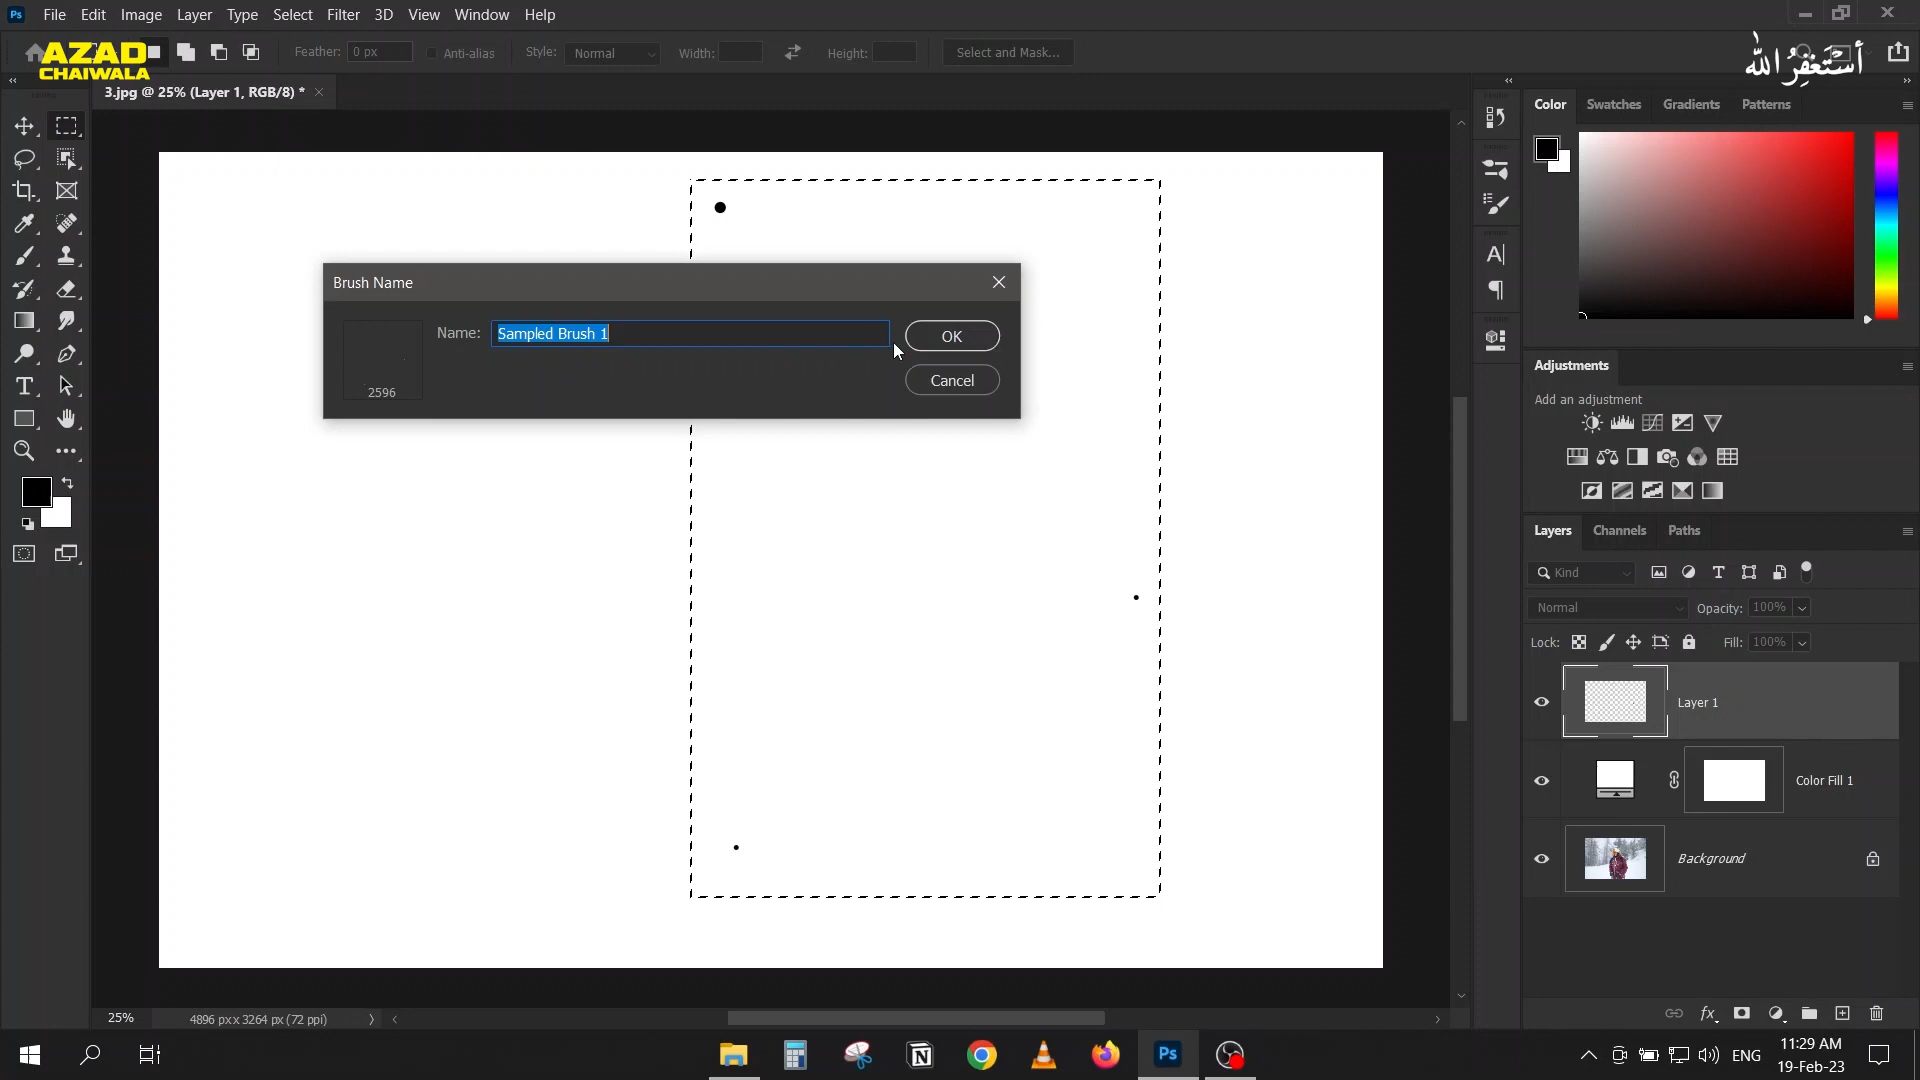 Ps File Edit Image Layer Type Select Filter 3D View Window Help
AZAD
CHAIWALA
Feather: 0 px Anti-alias Style: Normal Width: Height: Select and Mask...
أستغفر الله
3.jpg @ 25% (Layer 1, RGB/8) *
Color Swatches Gradients Patterns
Brush Name
Name: Sampled Brush 1
OK
Cancel
2596
Adjustments
Add an adjustment
Layers Channels Paths
Kind
Normal Opacity: 100%
Lock: Fill: 100%
Layer 1
Color Fill 1
Background
25% 4896 px x 3264 px (72 ppi)
Ps
ENG
11:29 AM
19-Feb-23